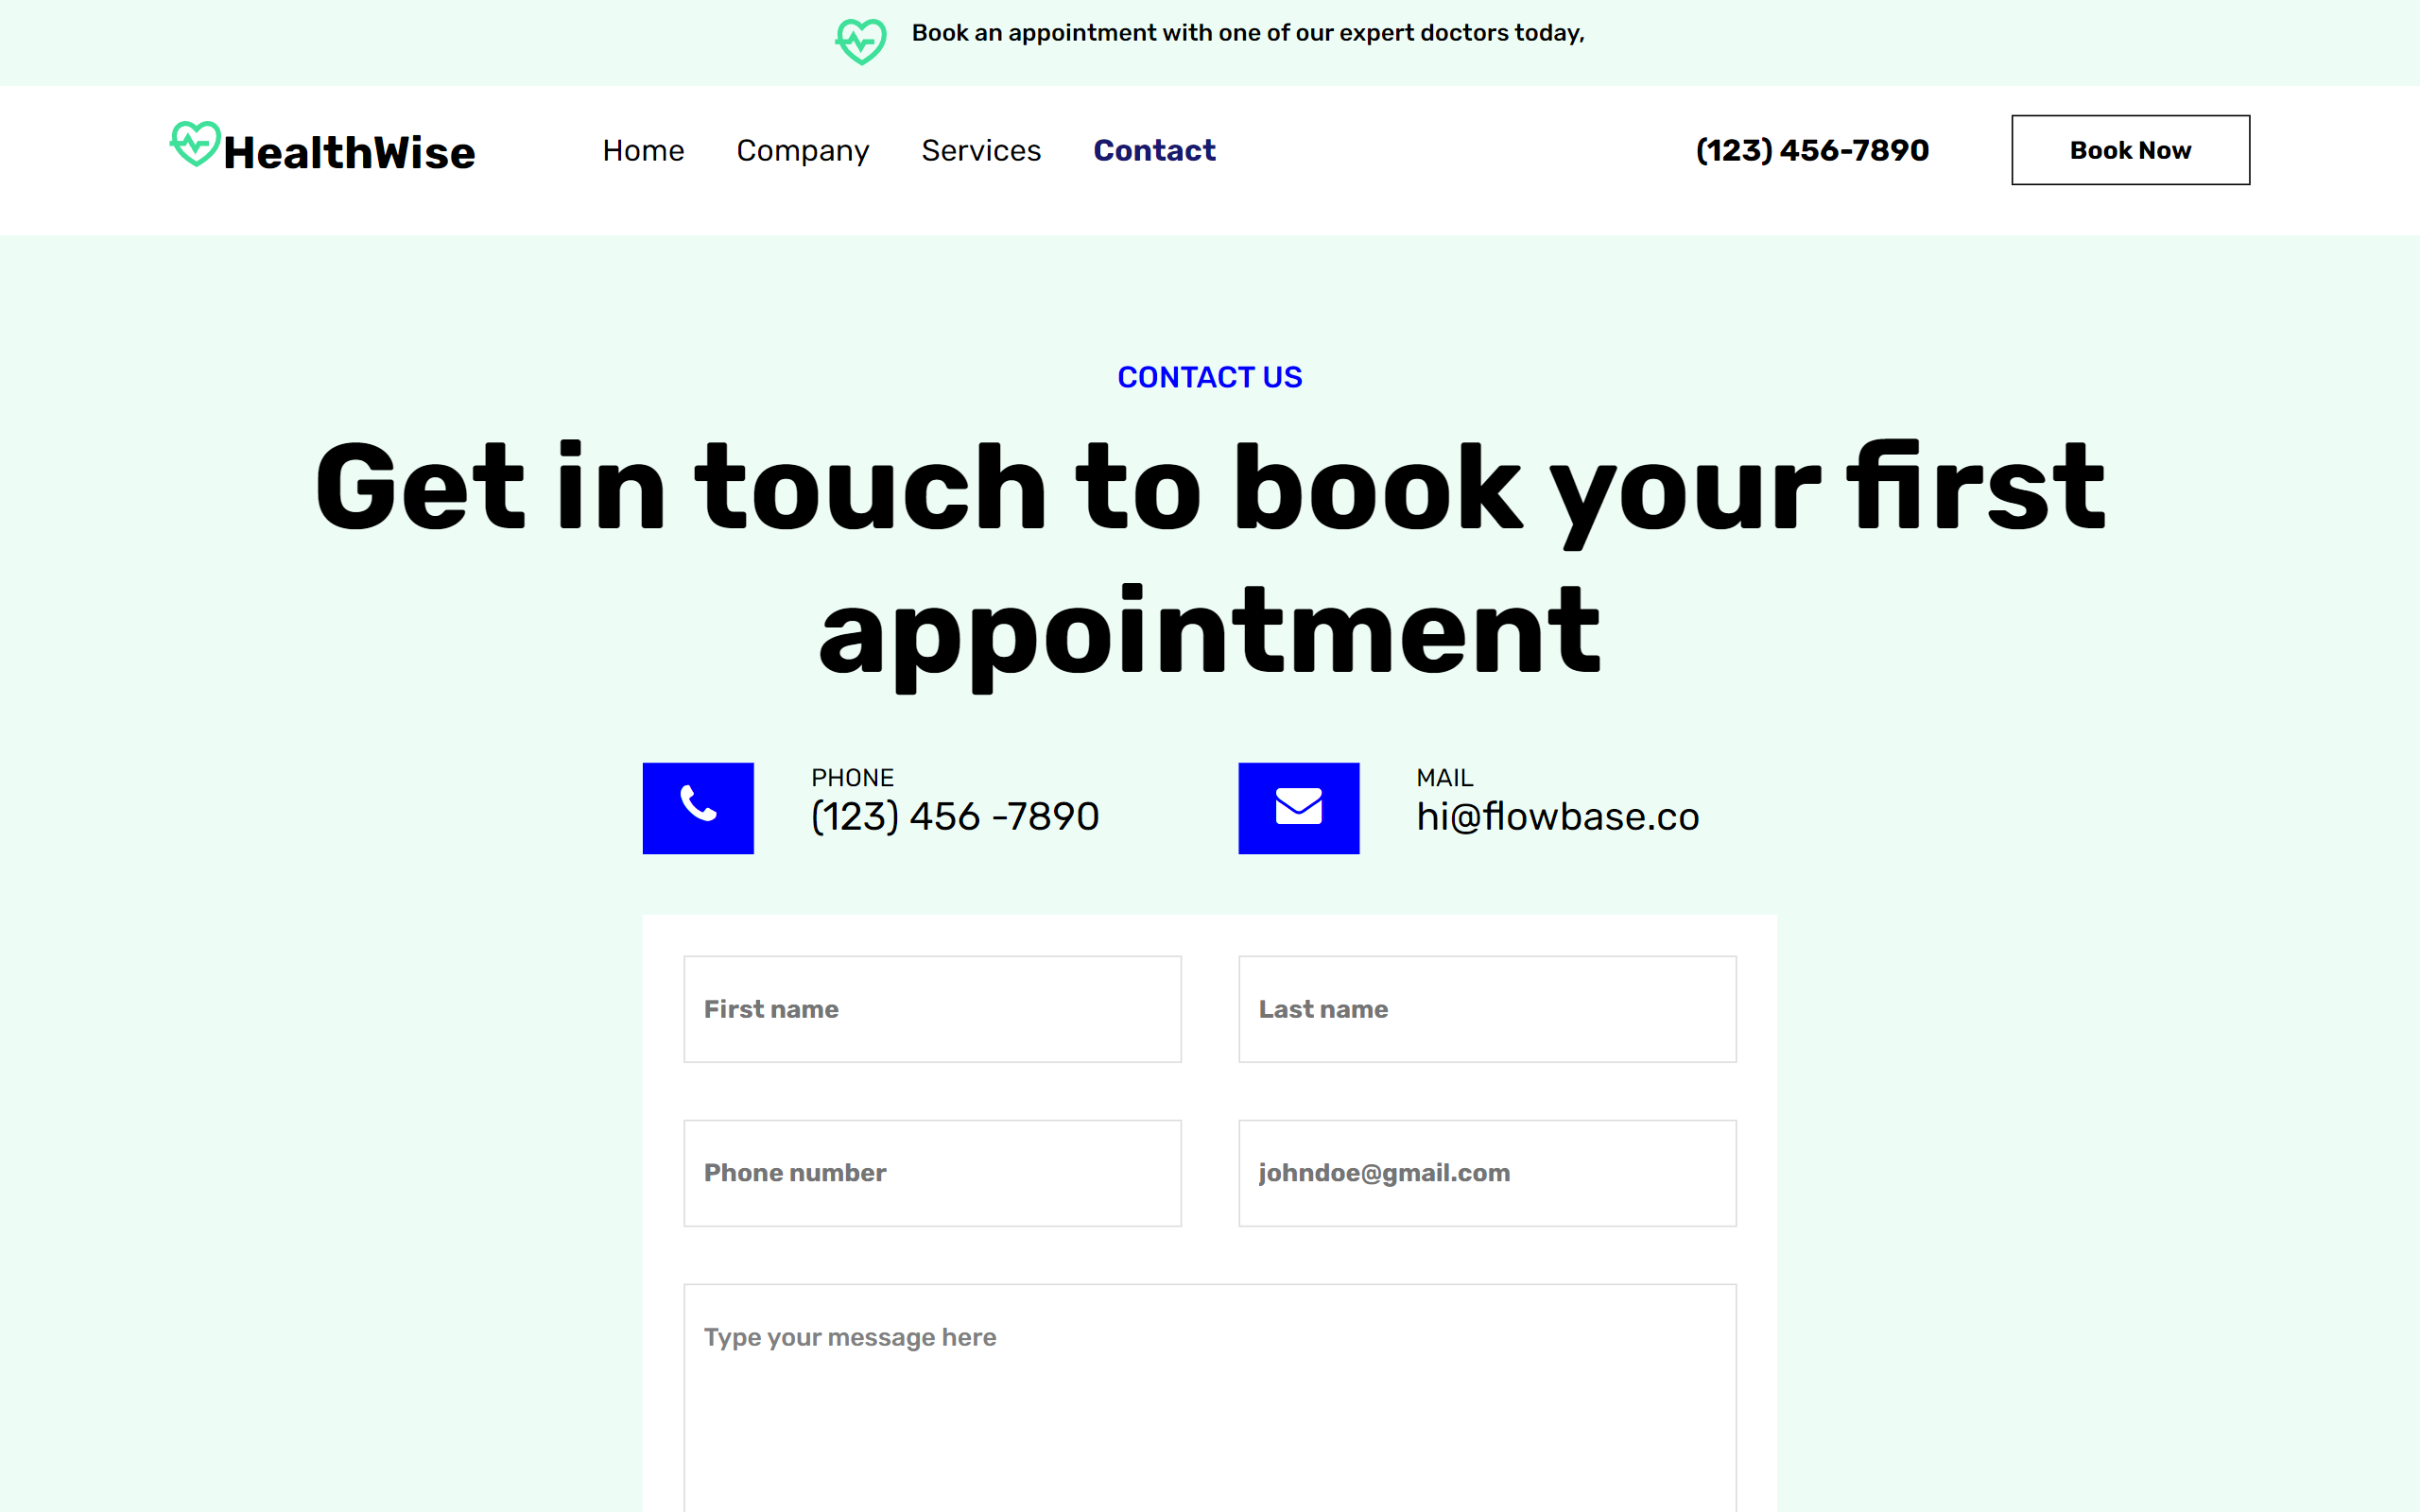 Book an appointment with one of our expert doctors today,
HealthWise
Home Company Services Contact
(123) 456-7890
Book Now
CONTACT US
Get in touch to book your first
appointment
PHONE
(123) 456 -7890
MAIL
hi@flowbase.co
First name
Last name
Phone number
johndoe@gmail.com
Type your message here